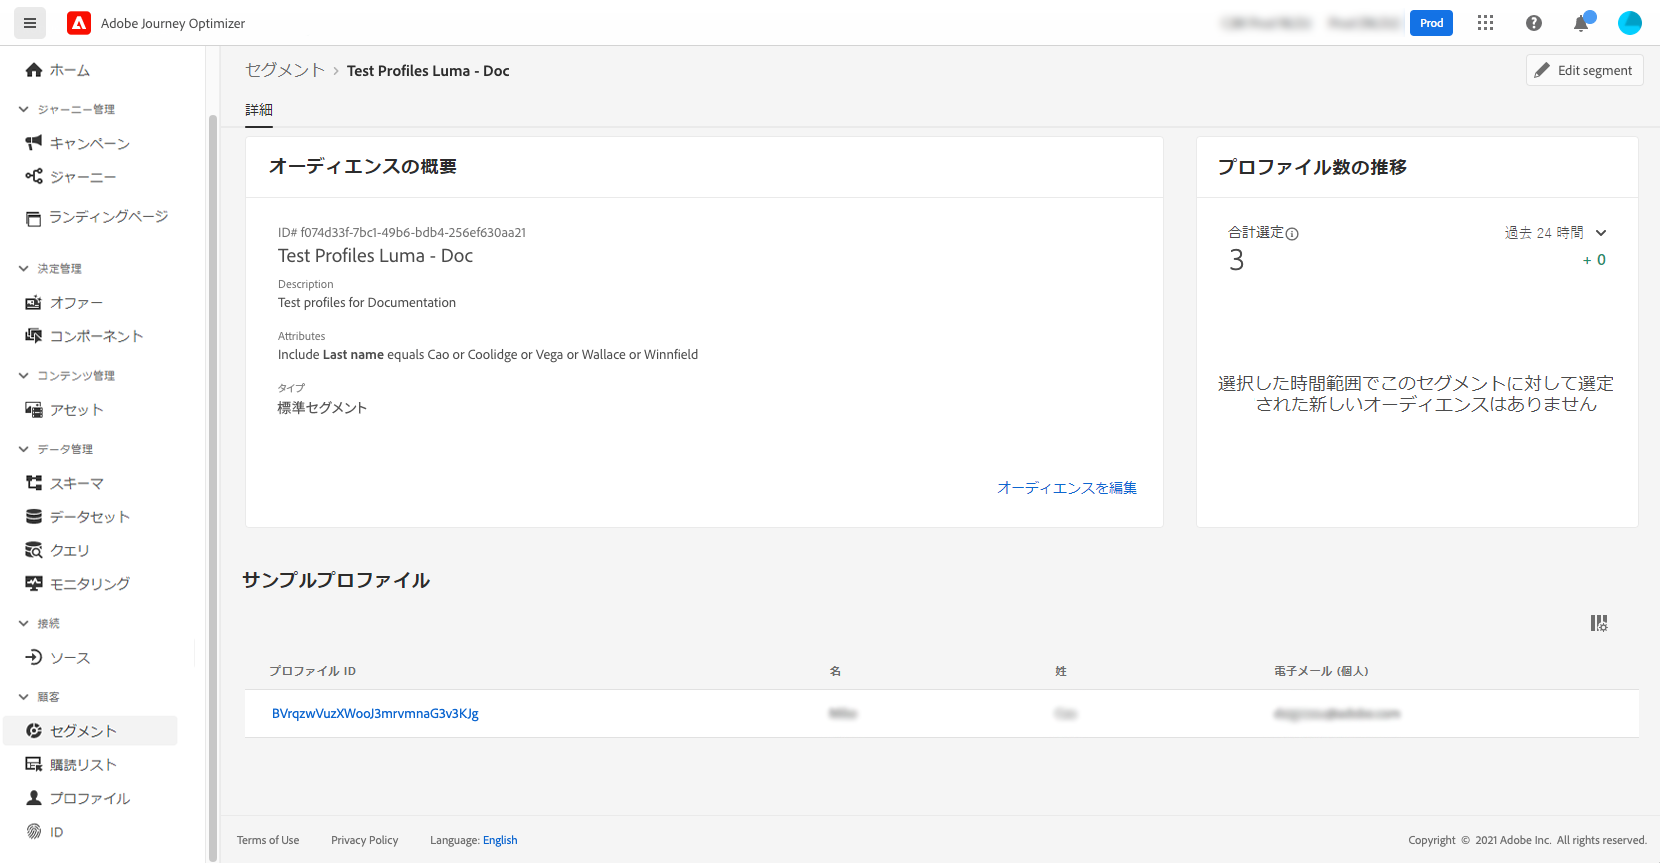 Adobe Journey Optimizer
Prod
ホーム
ジャーニー管理
キャンペーン
ジャーニー
ランディングページ
決定管理
オファー
コンポーネント
コンテンツ管理
アセット
データ管理
スキーマ
データセット
クエリ
モニタリング
接続
ソース
顧客
セグメント
購読リスト
プロファイル
ID
セグメント › Test Profiles Luma - Doc
Edit segment
詳細
オーディエンスの概要
ID# f074d33f-7bc1-49b6-bdb4-256ef630aa21
Test Profiles Luma - Doc
Description
Test profiles for Documentation
Attributes
Include Last name equals Cao or Coolidge or Vega or Wallace or Winnfield
タイプ
標準セグメント
オーディエンスを編集
プロファイル数の推移
合計選定 過去 24 時間
3
+ 0
選択した時間範囲でこのセグメントに対して選定
された新しいオーディエンスはありません
サンプルプロファイル
プロファイル ID 名 姓 電子メール (個人)
BVrqzwVuzXWooJ3mrvmnaG3v3KJg
Terms of Use Privacy Policy Language: English
Copyright © 2021 Adobe Inc. All rights reserved.